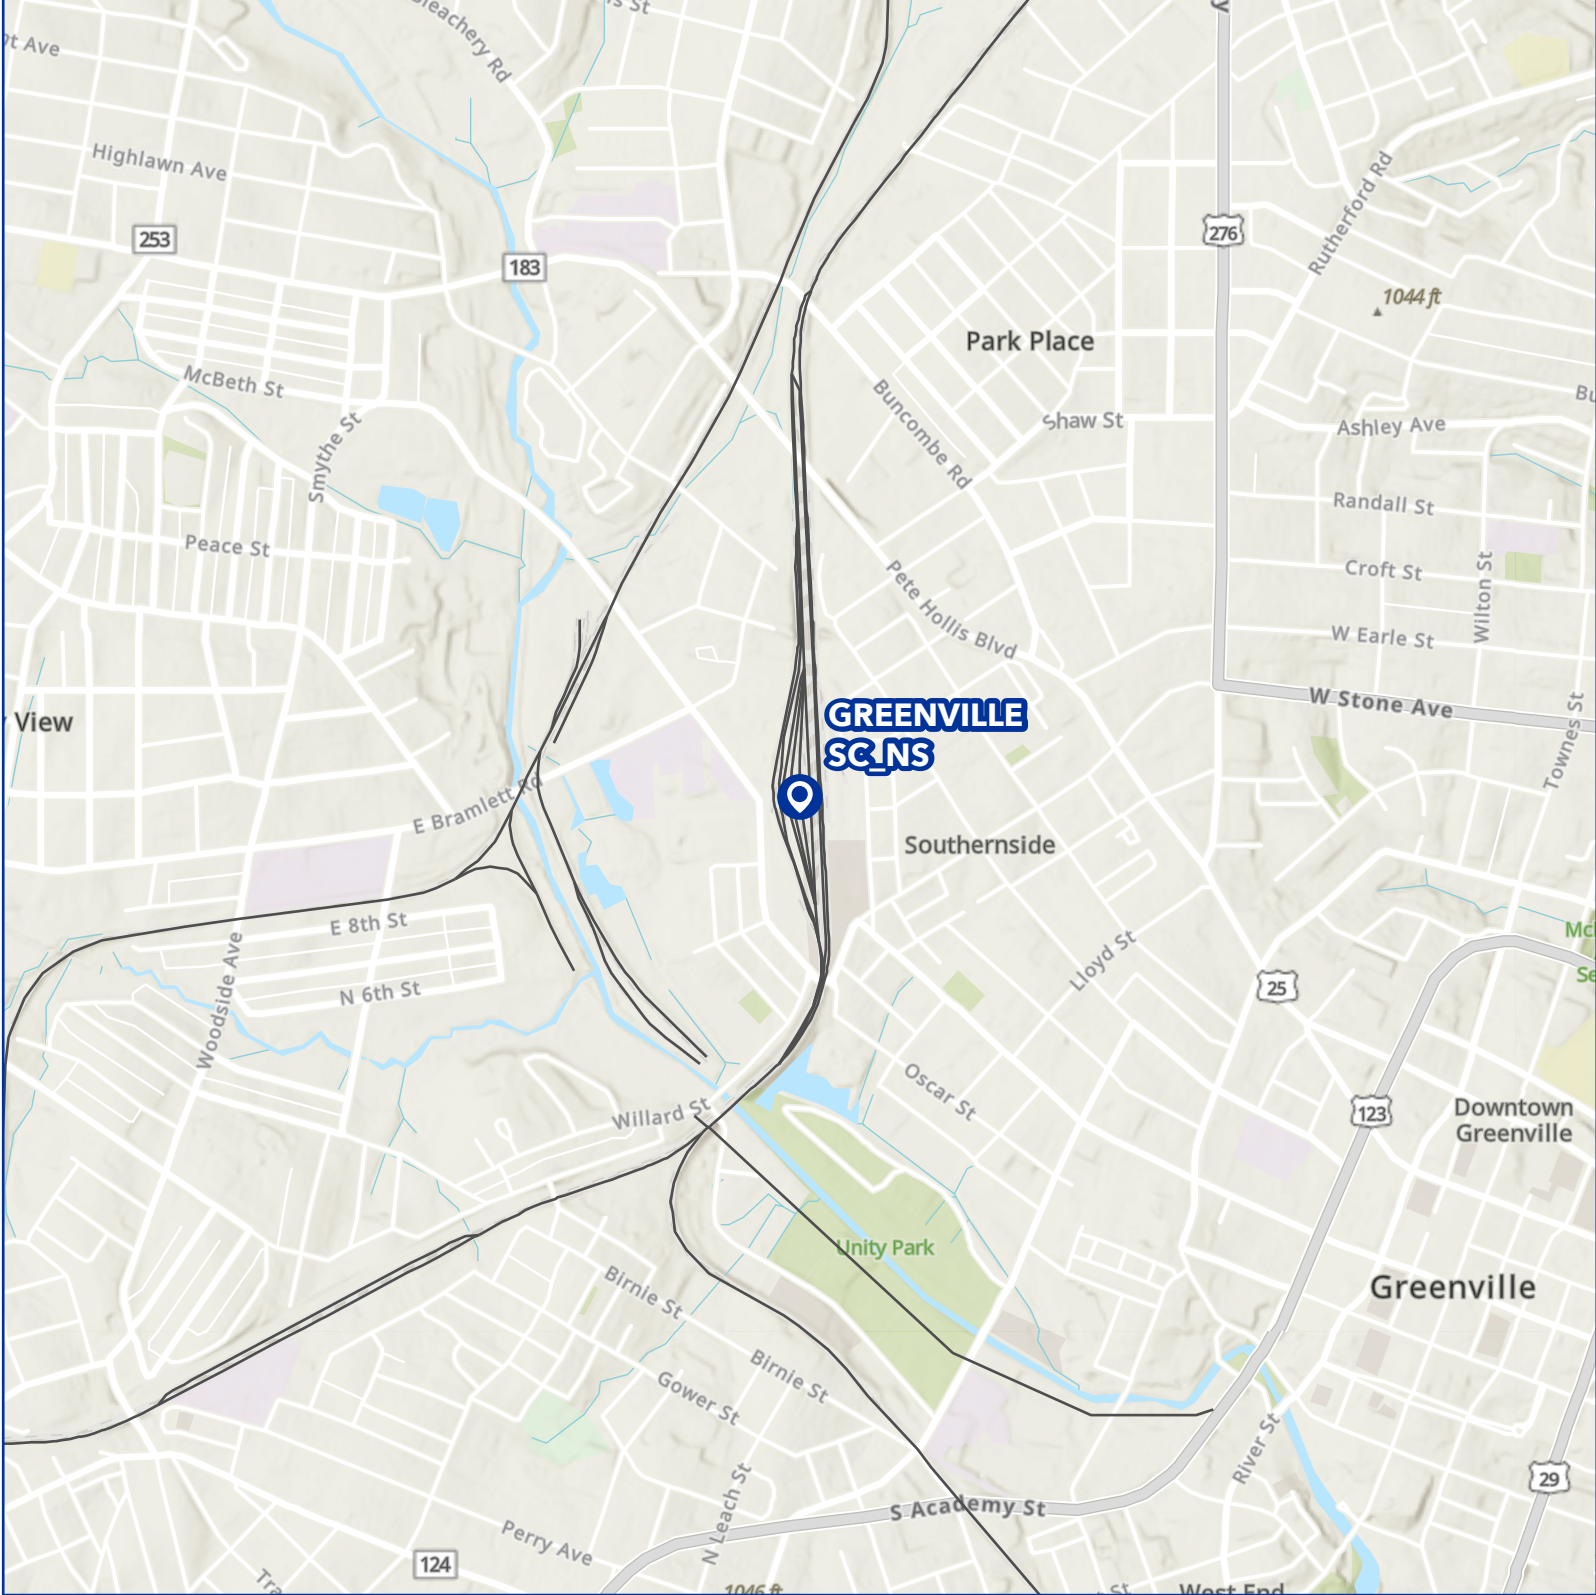 Bleachery Rd
Highlawn Ave
253
183
276
Rutherford Rd
1044 ft
Park Place
McBeth St
Smythe St
Buncombe Rd
Shaw St
Ashley Ave
Randall St
Peace St
Croft St
Wilton St
Pete Hollis Blvd
W Earle St
View
GREENVILLE
SC_NS
W Stone Ave
Townes St
E Bramlett Rd
Southernside
E 8th St
Woodside Ave
N 6th St
Lloyd St
25
Oscar St
Willard St
123
Downtown
Greenville
Unity Park
Birnie St
Greenville
Birnie St
Gower St
River St
N Leach St
S Academy St
29
Perry Ave
124
1046 ft
West End